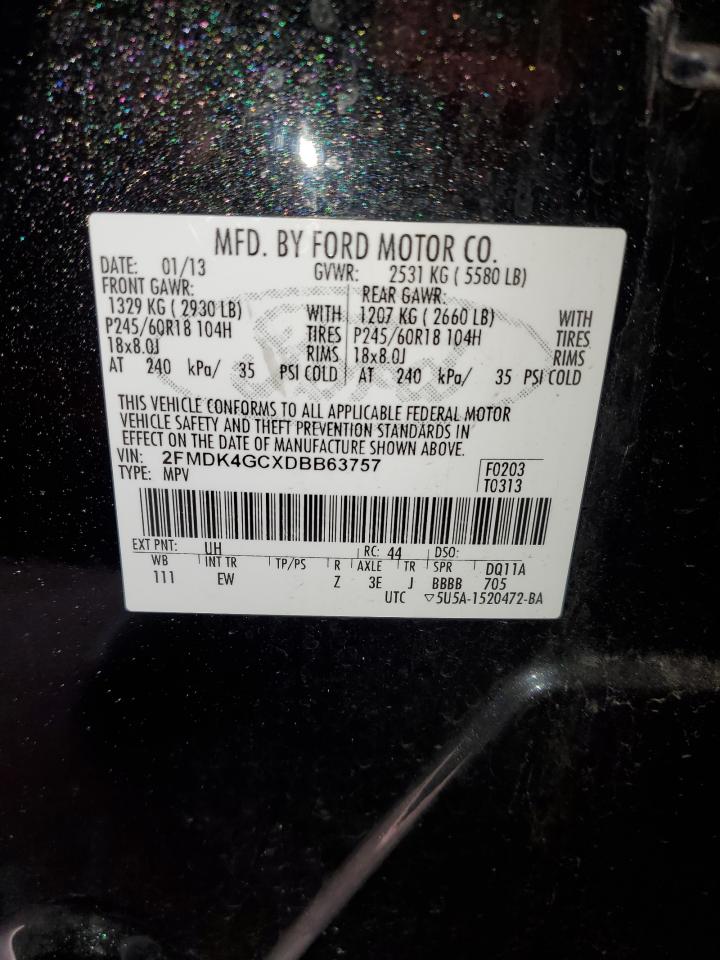 MFD. BY FORD MOTOR CO.
DATE: 01/13 GVWR: 2531 KG ( 5580 LB)
FRONT GAWR: REAR GAWR:
1329 KG ( 2930 LB) WITH 1207 KG ( 2660 LB) WITH
P245/60R18 104H TIRES P245/60R18 104H TIRES
18x8.0J RIMS 18x8.0J RIMS
AT 240 kPa/ 35 PSI COLD AT 240 kPa/ 35 PSI COLD
THIS VEHICLE CONFORMS TO ALL APPLICABLE FEDERAL MOTOR
VEHICLE SAFETY AND THEFT PREVENTION STANDARDS IN
EFFECT ON THE DATE OF MANUFACTURE SHOWN ABOVE.
VIN: 2FMDK4GCXDBB63757 F0203
TYPE: MPV T0313
EXT PNT: UH RC: 44 DSO:
WB INT TR TP/PS R AXLE TR SPR DQ11A
111 EW Z 3E J BBBB 705
UTC ▽5U5A-1520472-BA
Ford